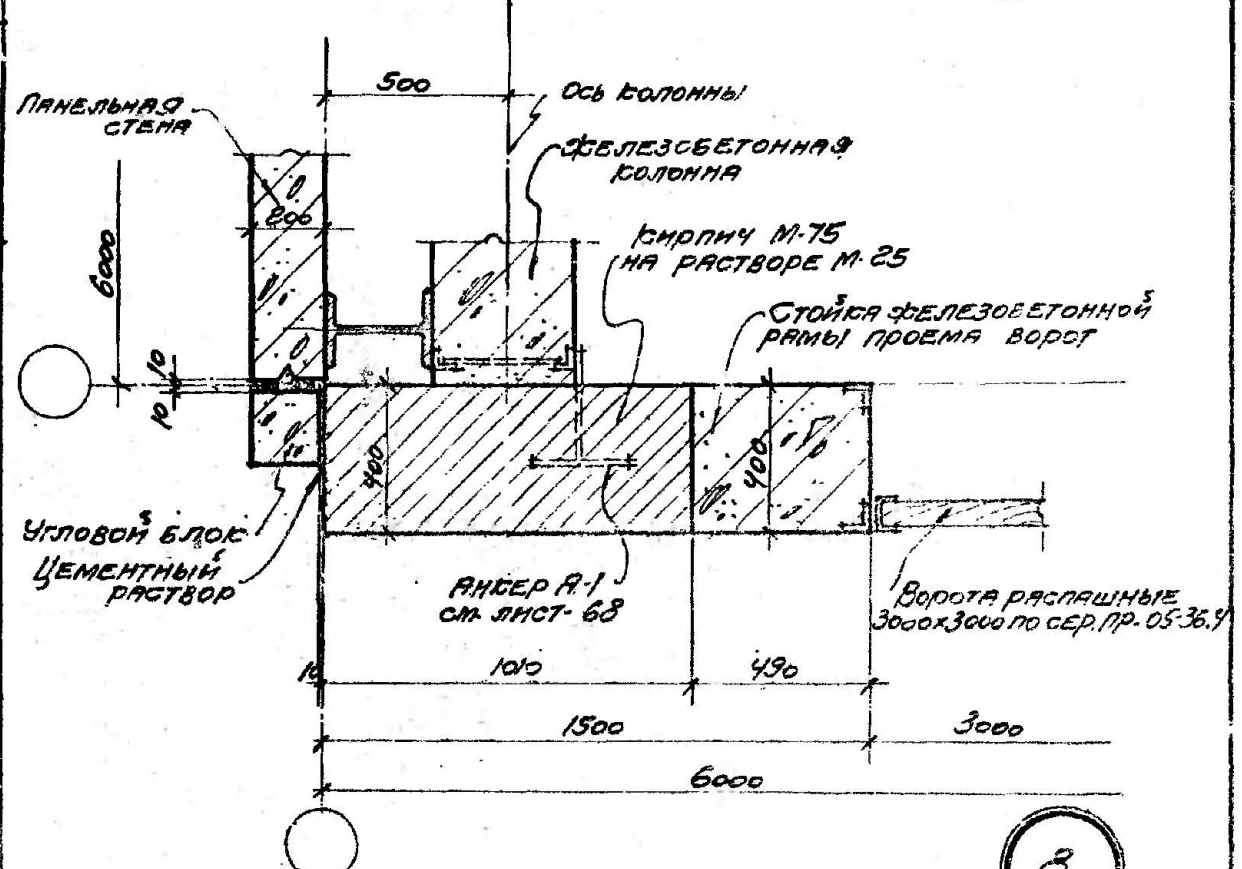 500
Ось колонны
Панельная
стена
Железобетонная
колонна
200
6000
Кирпич М-75
на растворе М-25
Стойка железобетонной
рамы проема ворот
10
10
400
400
Угловой блок
Цементный
раствор
Анкер А-1
см. лист-68
Ворота распашные
3000х3000 по сер. ПР-05-36.4
10
1010
490
1500
3000
6000
3